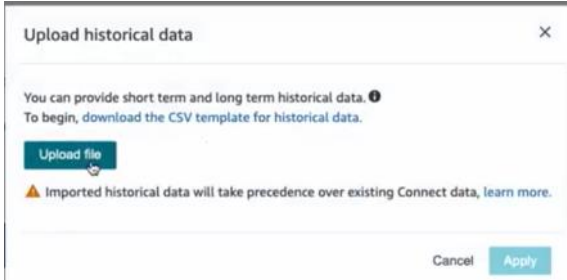 Upload historical data
You can provide short term and long term historical data.
To begin, download the CSV template for historical data.
Upload file
Imported historical data will take precedence over existing Connect data, learn more.
Cancel Apply